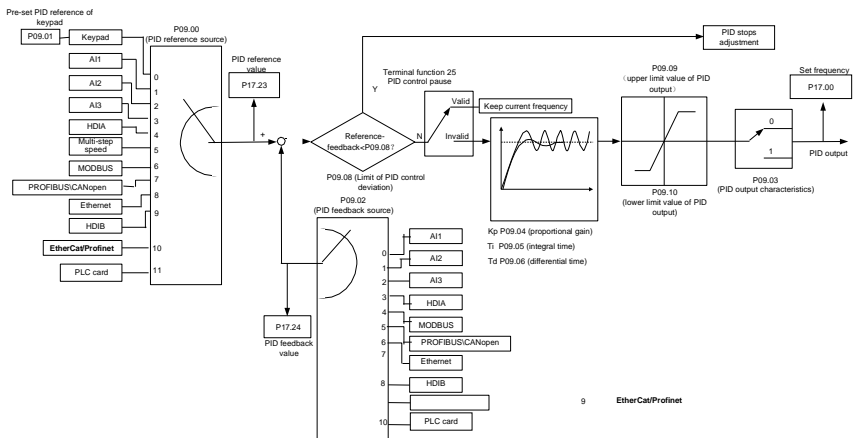 Pre-set PID reference of
keypad
P09.01
Keypad
AI1
AI2
AI3
HDIA
Multi-step
speed
MODBUS
PROFIBUS\CANopen
Ethernet
HDIB
EtherCat/Profinet
PLC card
P09.00
(PID reference source)
0
1
2
3
4
5
6
7
8
9
10
11
PID reference
value
P17.23
+
-
P17.24
PID feedback
value
Y
Reference-
feedback<P09.08?
N
P09.08 (Limit of PID control
deviation)
PID stops
adjustment
Terminal function 25
PID control pause
Valid
Invalid
Keep current frequency
Kp P09.04 (proportional gain)
Ti P09.05 (integral time)
Td P09.06 (differential time)
P09.09
(upper limit value of PID
output)
P09.10
(lower limit value of PID
output)
0
1
P09.03
(PID output characteristics)
Set frequency
P17.00
PID output
P09.02
(PID feedback source)
0
1
2
3
4
5
6
7
8
10
AI1
AI2
AI3
HDIA
MODBUS
PROFIBUS\CANopen
Ethernet
HDIB
PLC card
9 EtherCat/Profinet